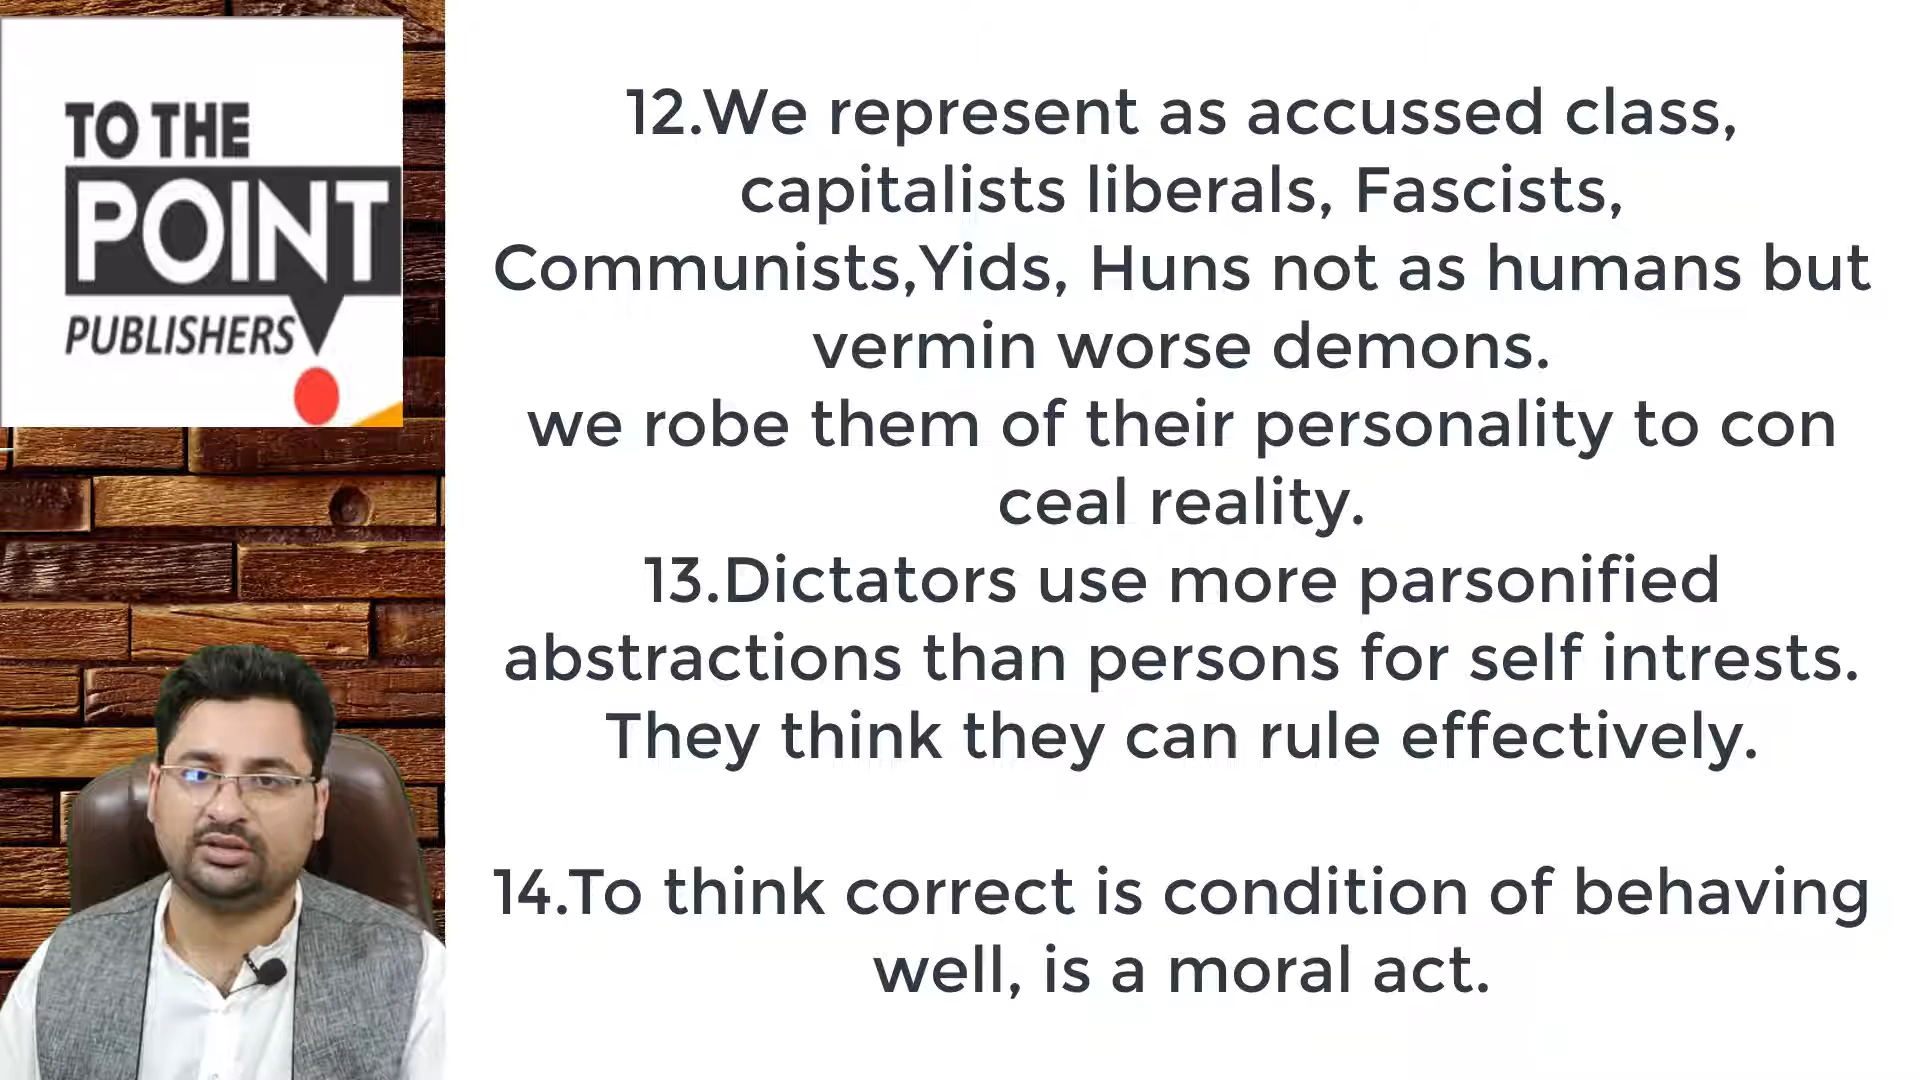 TO THE
POINT
PUBLISHERS
12.We represent as accussed class,
capitalists liberals, Fascists,
Communists,Yids, Huns not as humans but
vermin worse demons.
we robe them of their personality to con
ceal reality.
13.Dictators use more parsonified
abstractions than persons for self intrests.
They think they can rule effectively.
14.To think correct is condition of behaving
well, is a moral act.